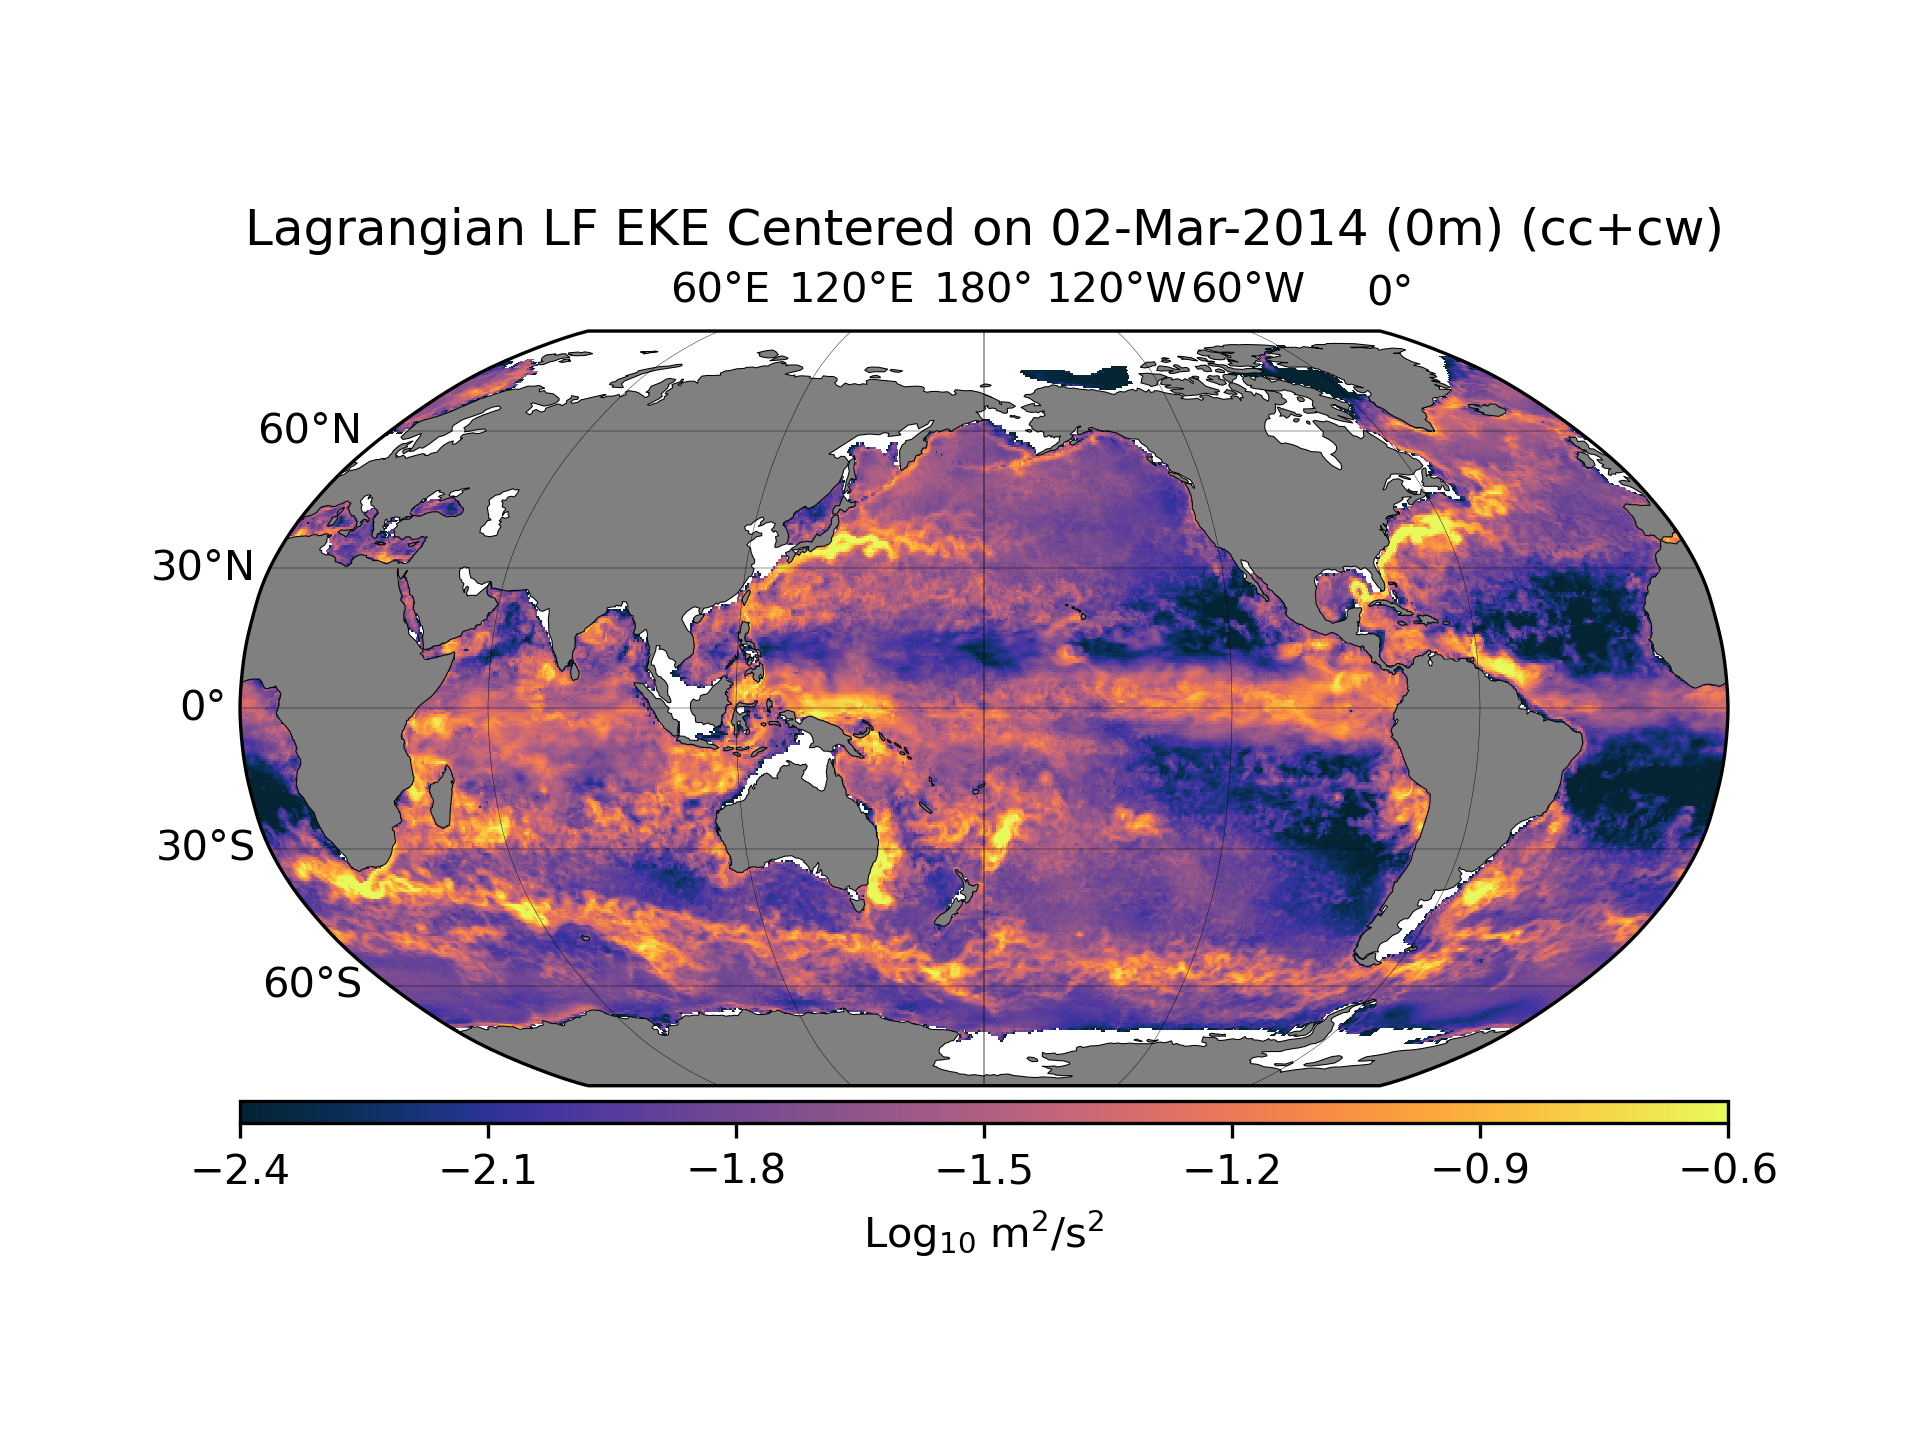 Lagrangian LF EKE Centered on 02-Mar-2014 (0m) (cc+cw)
60°E 120°E 180° 120°W 60°W 0°
60°N
30°N
0°
30°S
60°S
−2.4 −2.1 −1.8 −1.5 −1.2 −0.9 −0.6
Log₁₀ m²/s²